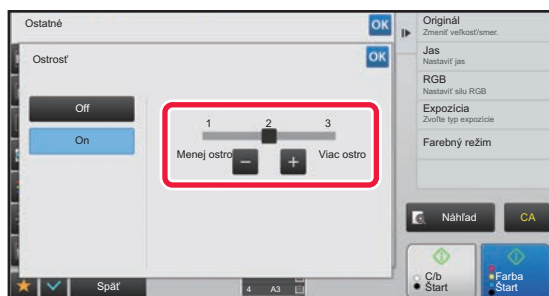 Ostatné
OK
Ostrosť
OK
Off
On
1 2 3
Menej ostro
−
+
Viac ostro
Späť
4 A3
Originál
Zmeniť veľkosť/smer.
Jas
Nastaviť jas
RGB
Nastaviť silu RGB
Expozícia
Zvoľte typ expozície
Farebný režim
Náhľad
CA
C/b
Štart
Farba
Štart